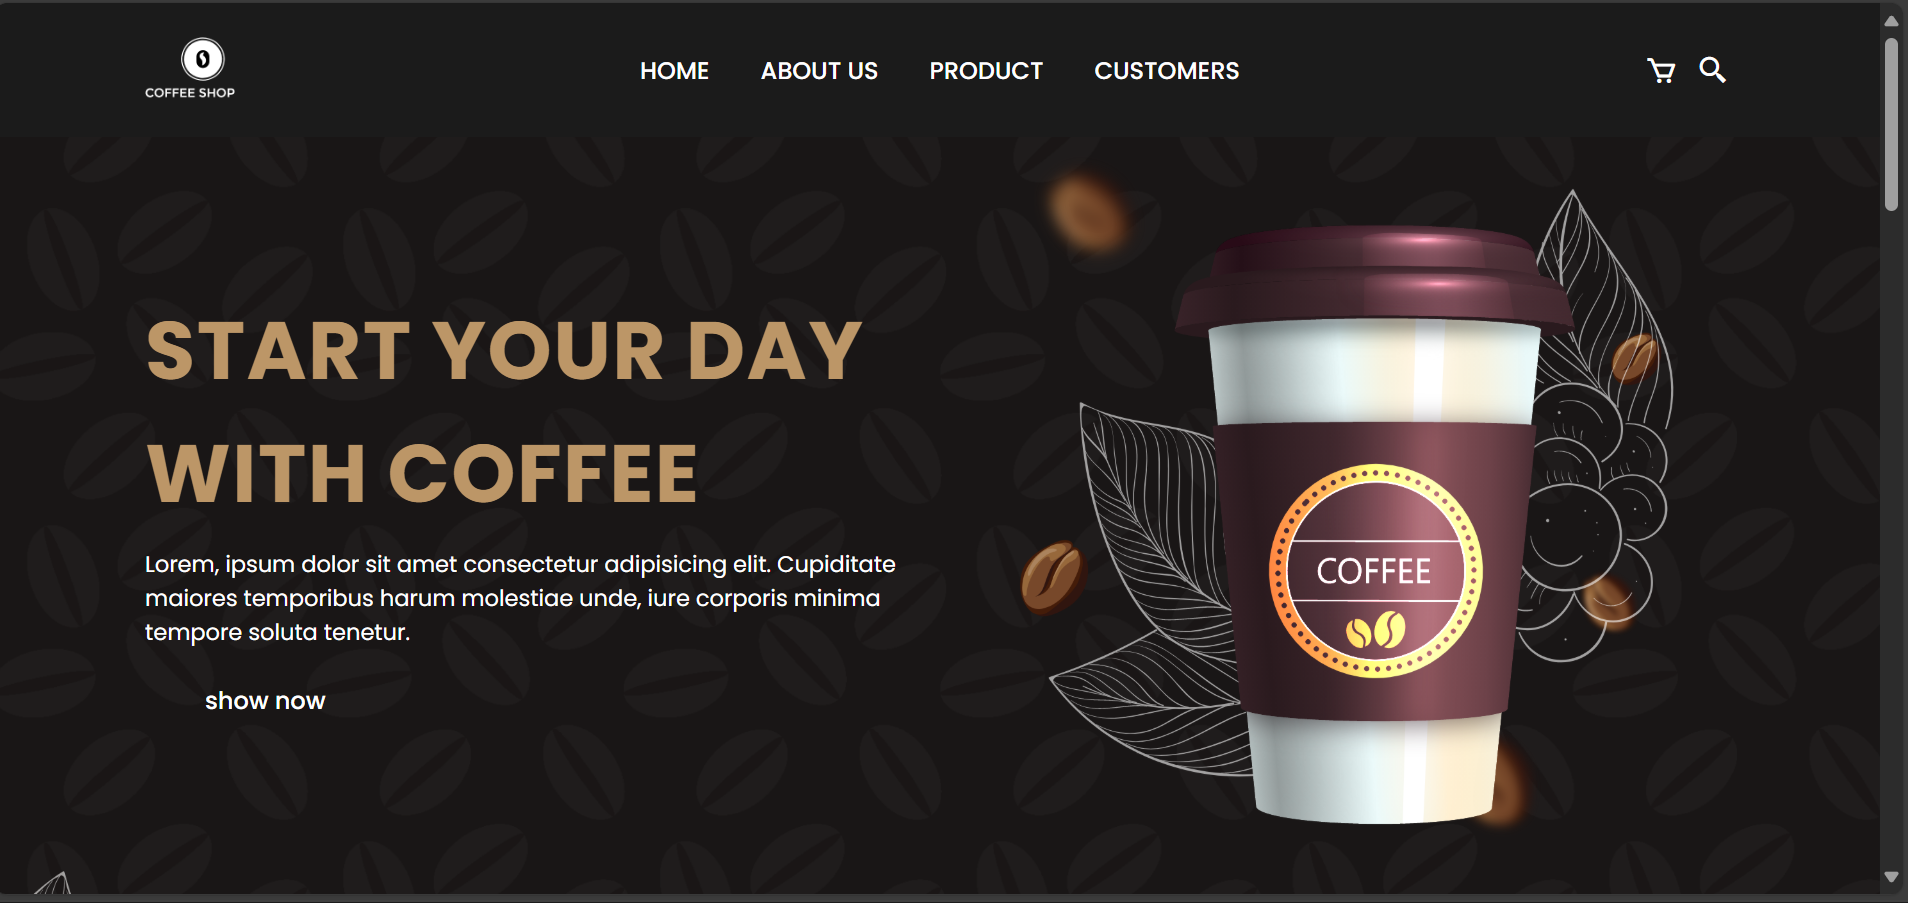 COFFEE SHOP
HOME ABOUT US PRODUCT CUSTOMERS
START YOUR DAY
WITH COFFEE
Lorem, ipsum dolor sit amet consectetur adipisicing elit. Cupiditate
maiores temporibus harum molestiae unde, iure corporis minima
tempore soluta tenetur.
show now
COFFEE